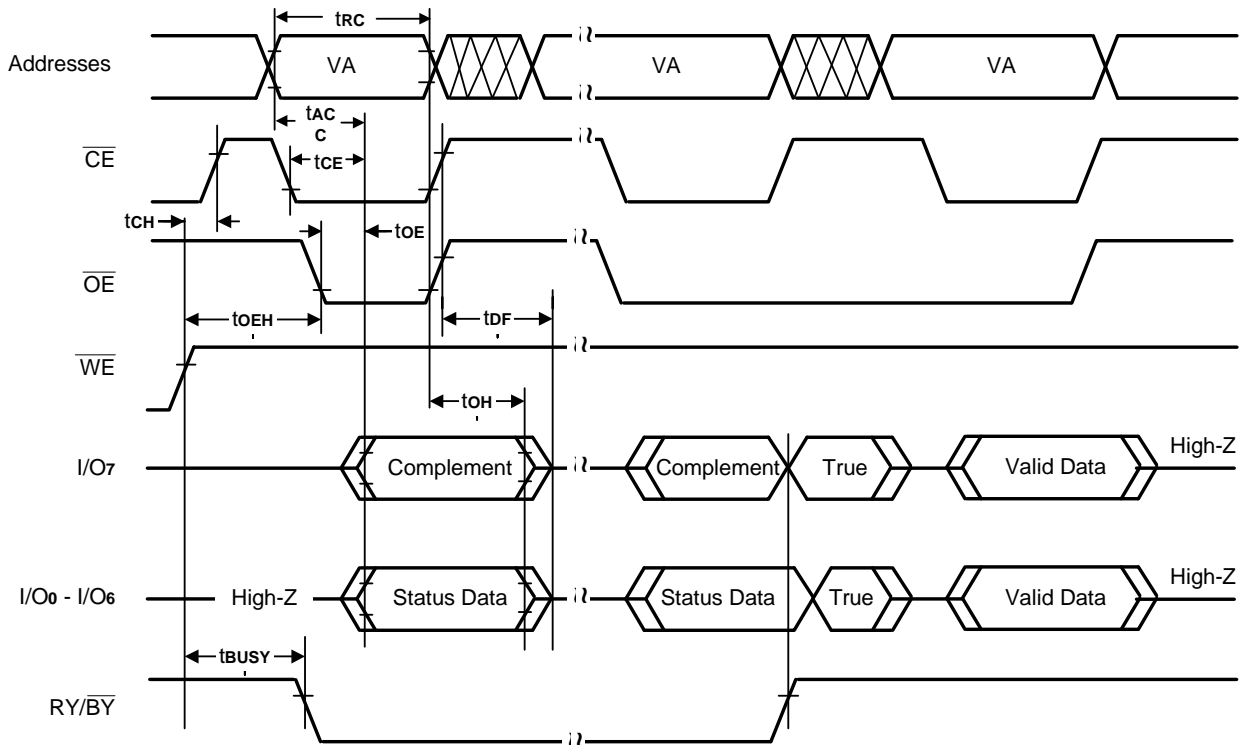 tRC
Addresses VA VA VA
tAC
C
CE
tCE
tCH
tOE
OE
tOEH
tDF
WE
tOH
I/O7 Complement Complement True Valid Data High-Z
I/O0 - I/O6 High-Z Status Data Status Data True Valid Data High-Z
tBUSY
RY/BY